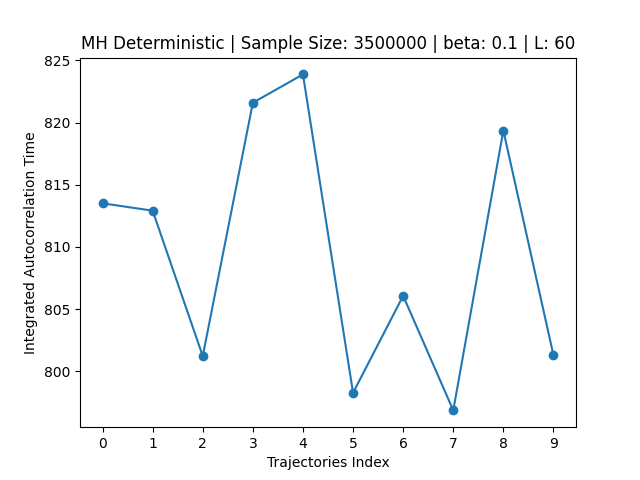 MH Deterministic | Sample Size: 3500000 | beta: 0.1 | L: 60
825
820
815
810
805
800
Integrated Autocorrelation Time
0 1 2 3 4 5 6 7 8 9
Trajectories Index